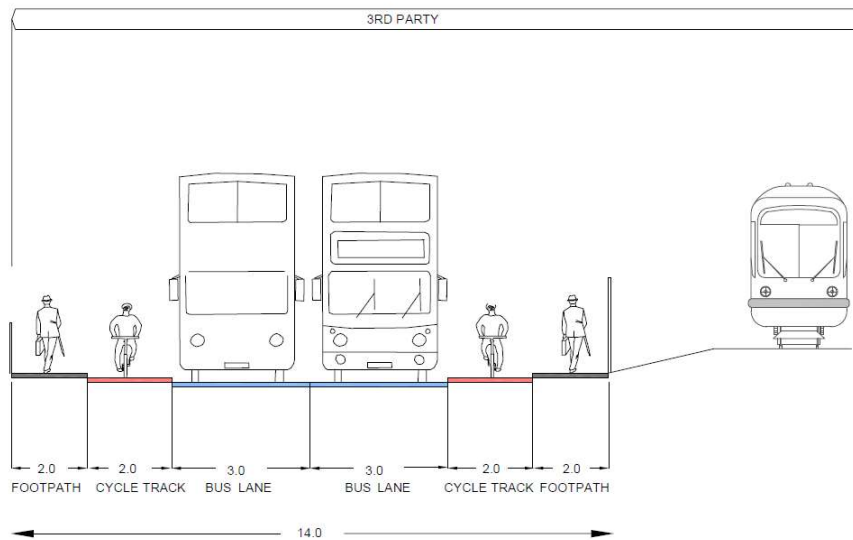 3RD PARTY
2.0 2.0 3.0 3.0 2.0 2.0
FOOTPATH CYCLE TRACK BUS LANE BUS LANE CYCLE TRACK FOOTPATH
14.0